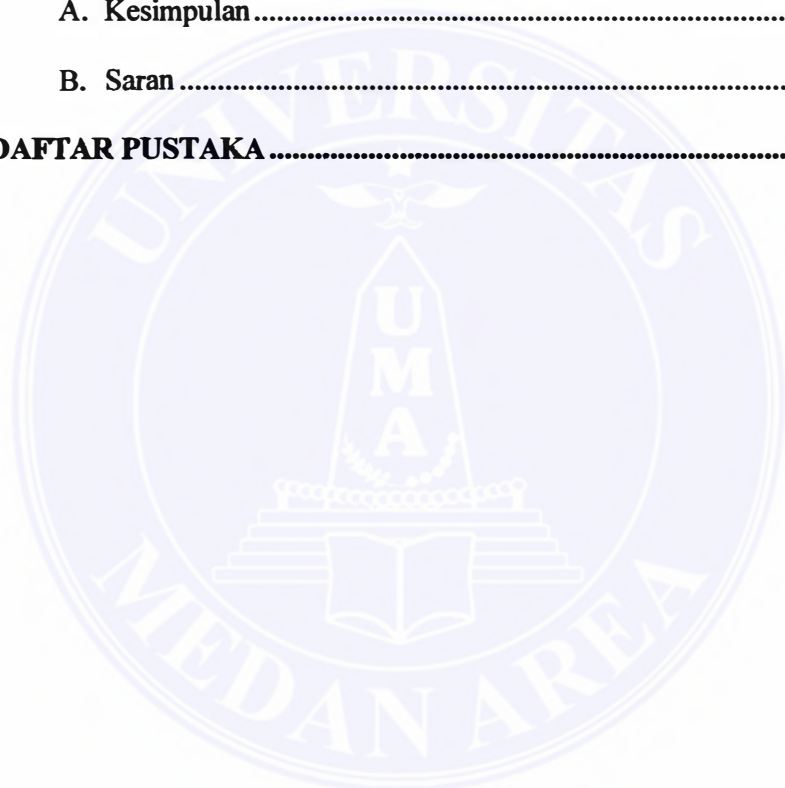 A. Kesimpulan ........................................................................
B. Saran ........................................................................
DAFTAR PUSTAKA ........................................................................
UNIVERSITAS
UMA
MEDAN AREA